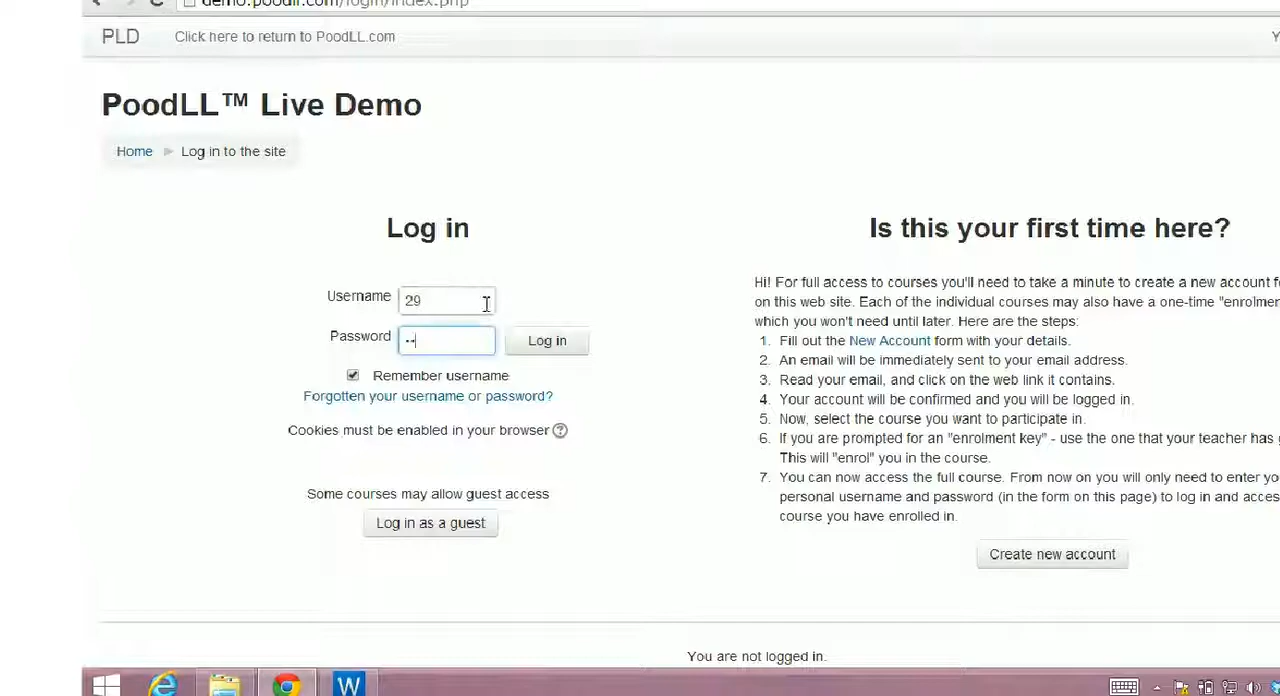 demo.poodll.com/login/index.php
PLD
Click here to return to PoodLL.com
PoodLL™ Live Demo
Home
Log in to the site
Log in
Username
29
Password
Log in
Remember username
Forgotten your username or password?
Cookies must be enabled in your browser
Some courses may allow guest access
Log in as a guest
Is this your first time here?
Hi! For full access to courses you'll need to take a minute to create a new account
on this web site. Each of the individual courses may also have a one-time "enrolmen
which you won't need until later. Here are the steps:
1. Fill out the New Account form with your details.
2. An email will be immediately sent to your email address.
3. Read your email, and click on the web link it contains.
4. Your account will be confirmed and you will be logged in.
5. Now, select the course you want to participate in.
6. If you are prompted for an "enrolment key" - use the one that your teacher has
This will "enrol" you in the course.
7. You can now access the full course. From now on you will only need to enter yo
personal username and password (in the form on this page) to log in and acces
course you have enrolled in.
Create new account
You are not logged in.